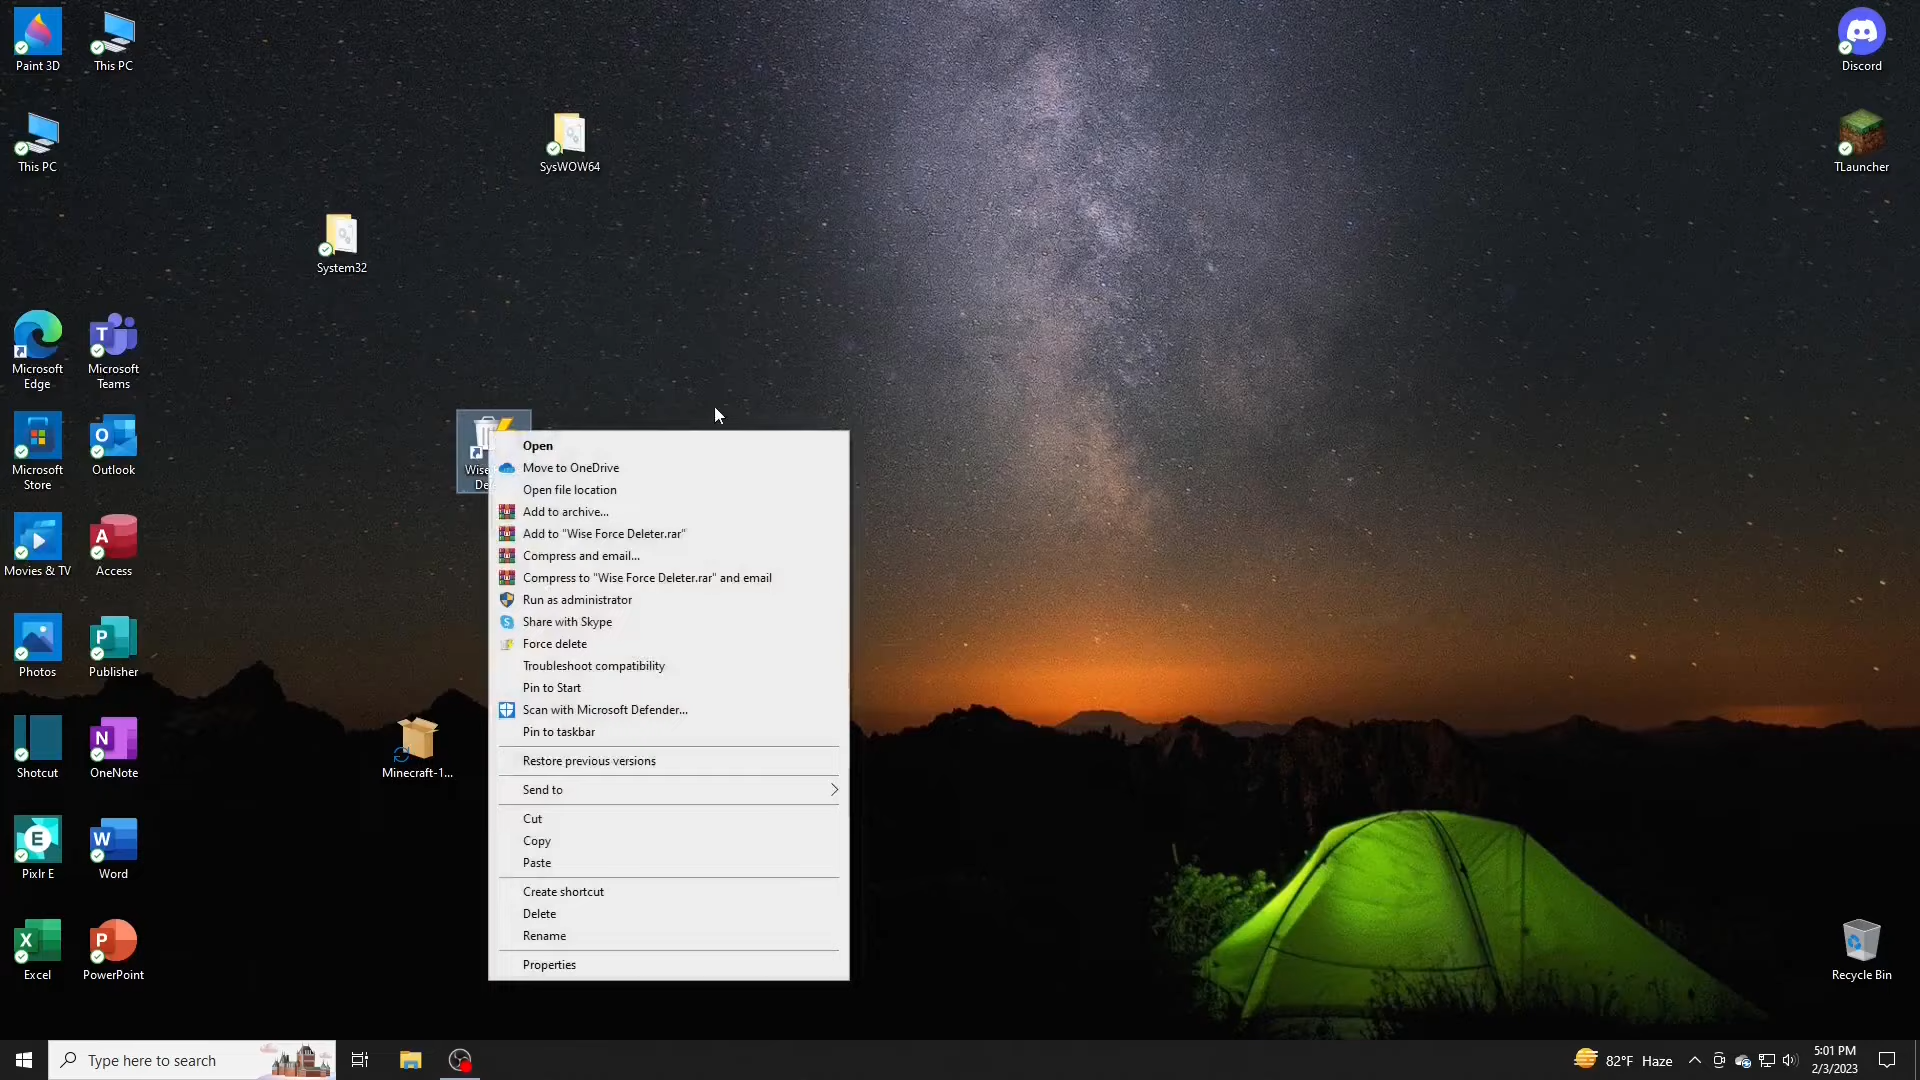 Paint 3D
This PC
Discord
This PC
SysWOW64
TLauncher
System32
Microsoft
Edge
Microsoft
Teams
Microsoft
Store
Outlook
Wise
De
Open
Move to OneDrive
Open file location
Add to archive...
Add to "Wise Force Deleter.rar"
Compress and email...
Compress to "Wise Force Deleter.rar" and email
Run as administrator
Share with Skype
Force delete
Troubleshoot compatibility
Pin to Start
Scan with Microsoft Defender...
Pin to taskbar
Restore previous versions
Send to
Cut
Copy
Paste
Create shortcut
Delete
Rename
Properties
Movies & TV
Access
Photos
Publisher
Shotcut
OneNote
Minecraft-1...
Pixlr E
Word
Excel
PowerPoint
Recycle Bin
Type here to search
82°F Haze
5:01 PM
2/3/2023